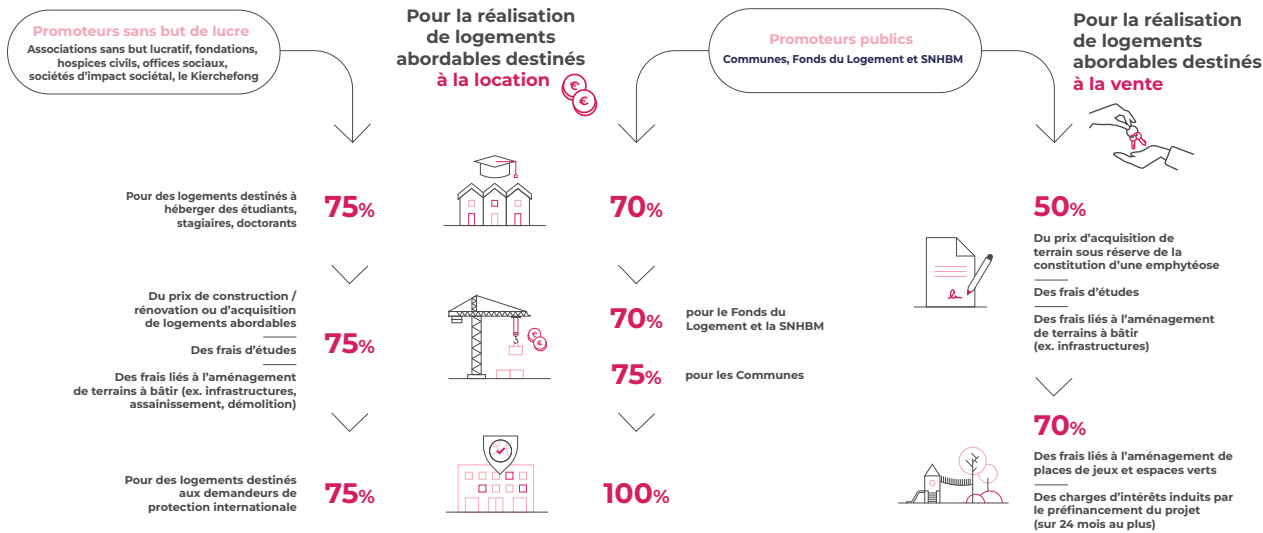 Promoteurs sans but de lucre
Associations sans but lucratif, fondations,
hospices civils, offices sociaux,
sociétés d'impact sociétal, le Kierchefong
Pour la réalisation
de logements
abordables destinés
à la location
€
€
Promoteurs publics
Communes, Fonds du Logement et SNHBM
Pour la réalisation
de logements
abordables destinés
à la vente
Pour des logements destinés à
héberger des étudiants,
stagiaires, doctorants
75%
70%
Du prix de construction /
rénovation ou d'acquisition
de logements abordables
Des frais d'études
Des frais liés à l'aménagement
de terrains à bâtir (ex. infrastructures,
assainissement, démolition)
75%
€
€
70%
pour le Fonds du
Logement et la SNHBM
75%
pour les Communes
Pour des logements destinés
aux demandeurs de
protection internationale
75%
100%
50%
Du prix d'acquisition de
terrain sous réserve de la
constitution d'une emphytéose
Des frais d'études
Des frais liés à l'aménagement
de terrains à bâtir
(ex. infrastructures)
70%
Des frais liés à l'aménagement de
places de jeux et espaces verts
Des charges d'intérêts induits par
le préfinancement du projet
(sur 24 mois au plus)